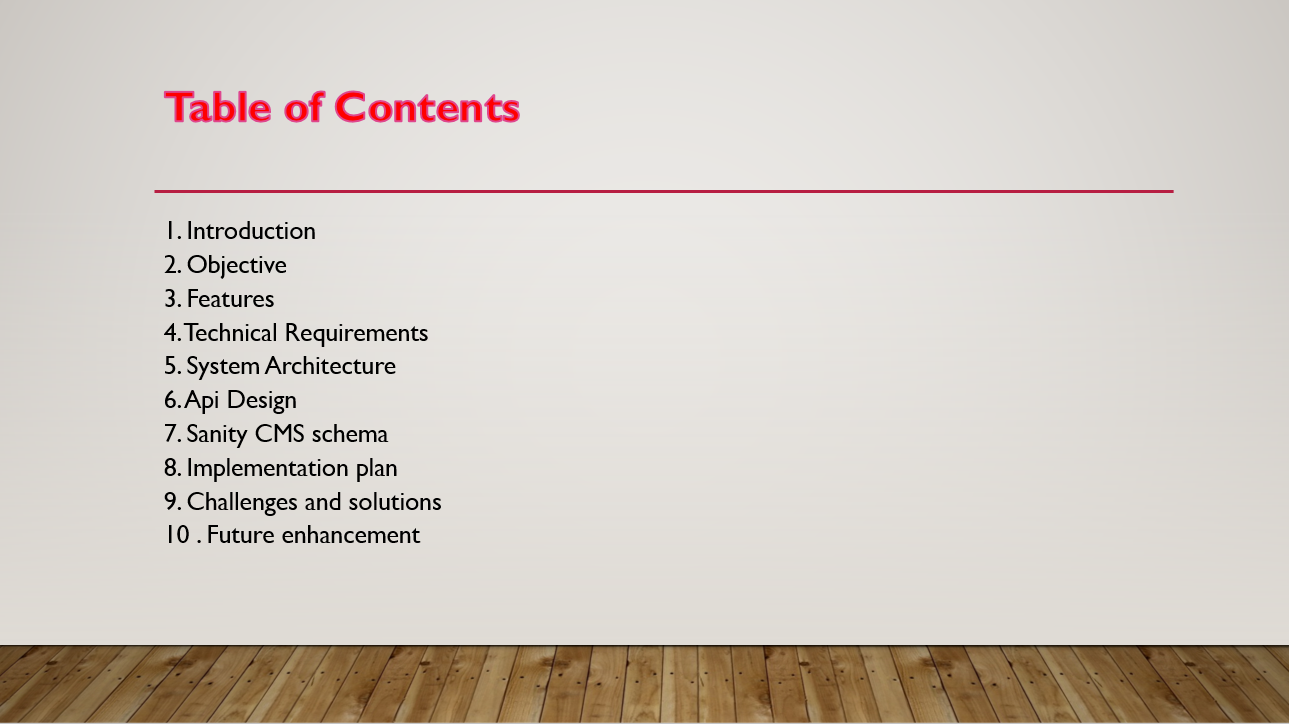 Table of Contents
1. Introduction
2. Objective
3. Features
4. Technical Requirements
5. System Architecture
6. Api Design
7. Sanity CMS schema
8. Implementation plan
9. Challenges and solutions
10 . Future enhancement